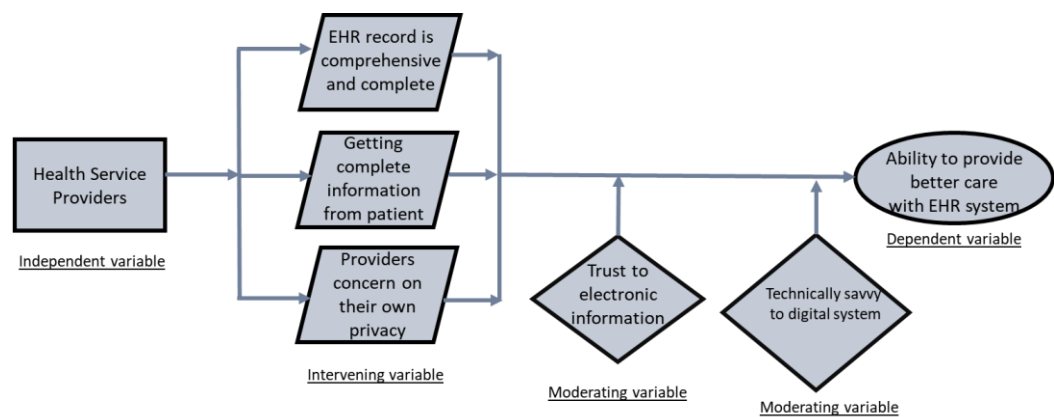 Health Service
Providers
Independent variable
EHR record is
comprehensive
and complete
Getting
complete
information
from patient
Providers
concern on
their own
privacy
Intervening variable
Trust to
electronic
information
Moderating variable
Technically savvy
to digital system
Moderating variable
Ability to provide
better care
with EHR system
Dependent variable